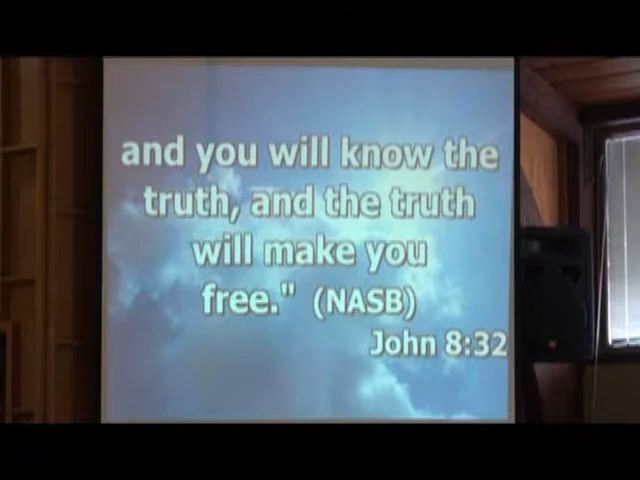 and you will know the
truth, and the truth
will make you
free." (NASB)
John 8:32